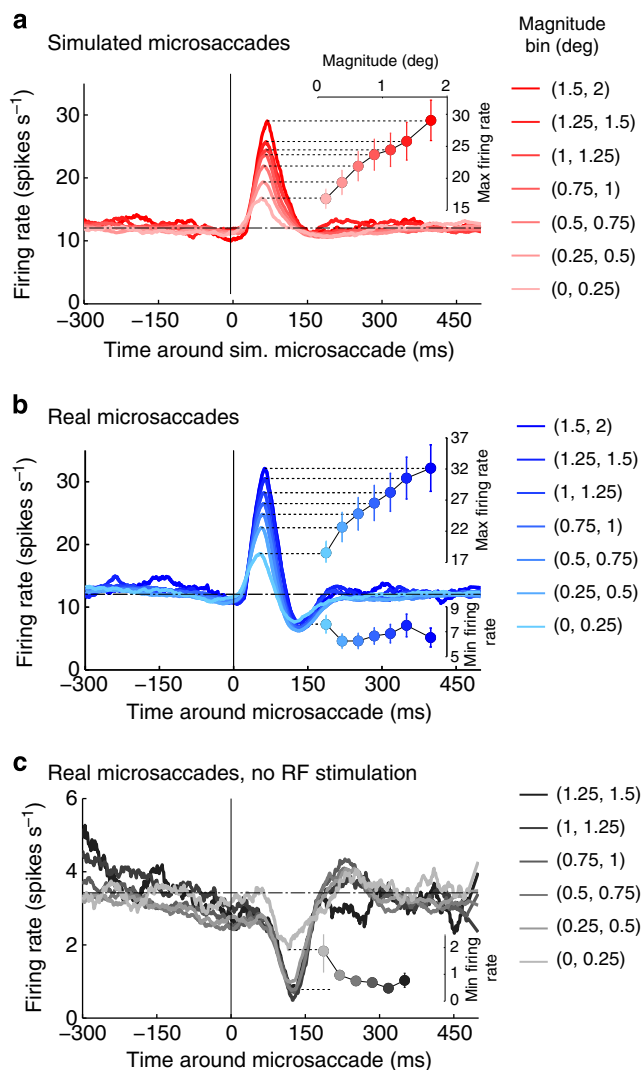 a
Simulated microsaccades
Magnitude bin (deg)
Magnitude (deg)
0 1 2
30
25
20
15
Max firing rate
Firing rate (spikes s⁻¹)
30
20
10
0
−300 −150 0 150 300 450
Time around sim. microsaccade (ms)
(1.5, 2)
(1.25, 1.5)
(1, 1.25)
(0.75, 1)
(0.5, 0.75)
(0.25, 0.5)
(0, 0.25)
b
Real microsaccades
37
32
27
22
17
Max firing rate
9
7
5
Min firing rate
Firing rate (spikes s⁻¹)
30
20
10
0
−300 −150 0 150 300 450
Time around microsaccade (ms)
(1.5, 2)
(1.25, 1.5)
(1, 1.25)
(0.75, 1)
(0.5, 0.75)
(0.25, 0.5)
(0, 0.25)
c
Real microsaccades, no RF stimulation
Firing rate (spikes s⁻¹)
6
4
2
0
2
1
0
Min firing rate
−300 −150 0 150 300 450
Time around microsaccade (ms)
(1.25, 1.5)
(1, 1.25)
(0.75, 1)
(0.5, 0.75)
(0.25, 0.5)
(0, 0.25)